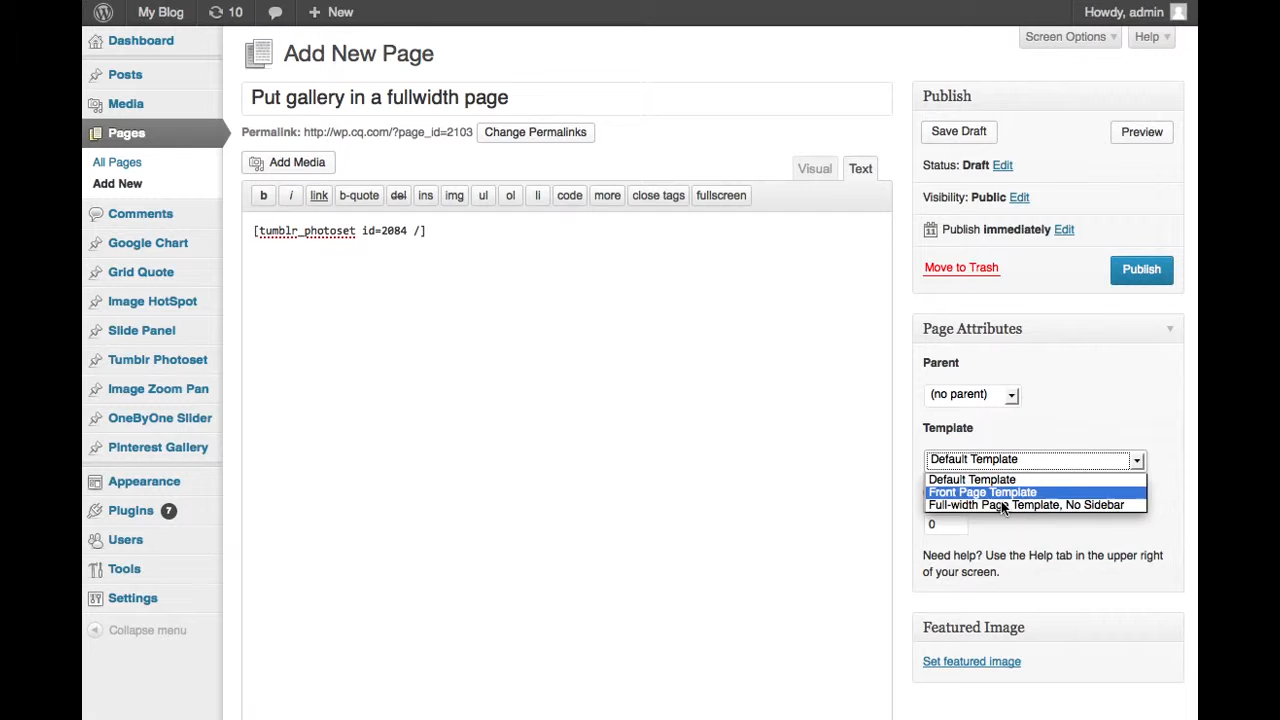 My Blog 10 + New Howdy, admin
Dashboard
Posts
Media
Pages
All Pages
Add New
Comments
Google Chart
Grid Quote
Image HotSpot
Slide Panel
Tumblr Photoset
Image Zoom Pan
OneByOne Slider
Pinterest Gallery
Appearance
Plugins 7
Users
Tools
Settings
Collapse menu
Screen Options Help
Add New Page
Put gallery in a fullwidth page
Permalink: http://wp.cq.com/?page_id=2103 Change Permalinks
Add Media
Visual Text
b i link b-quote del ins img ul ol li code more close tags fullscreen
[tumblr_photoset id=2084 /]
Publish
Save Draft Preview
Status: Draft Edit
Visibility: Public Edit
11 Publish immediately Edit
Move to Trash Publish
Page Attributes
Parent
(no parent)
Template
Default Template
Default Template
Front Page Template
Full-width Page Template, No Sidebar
0
Need help? Use the Help tab in the upper right
of your screen.
Featured Image
Set featured image